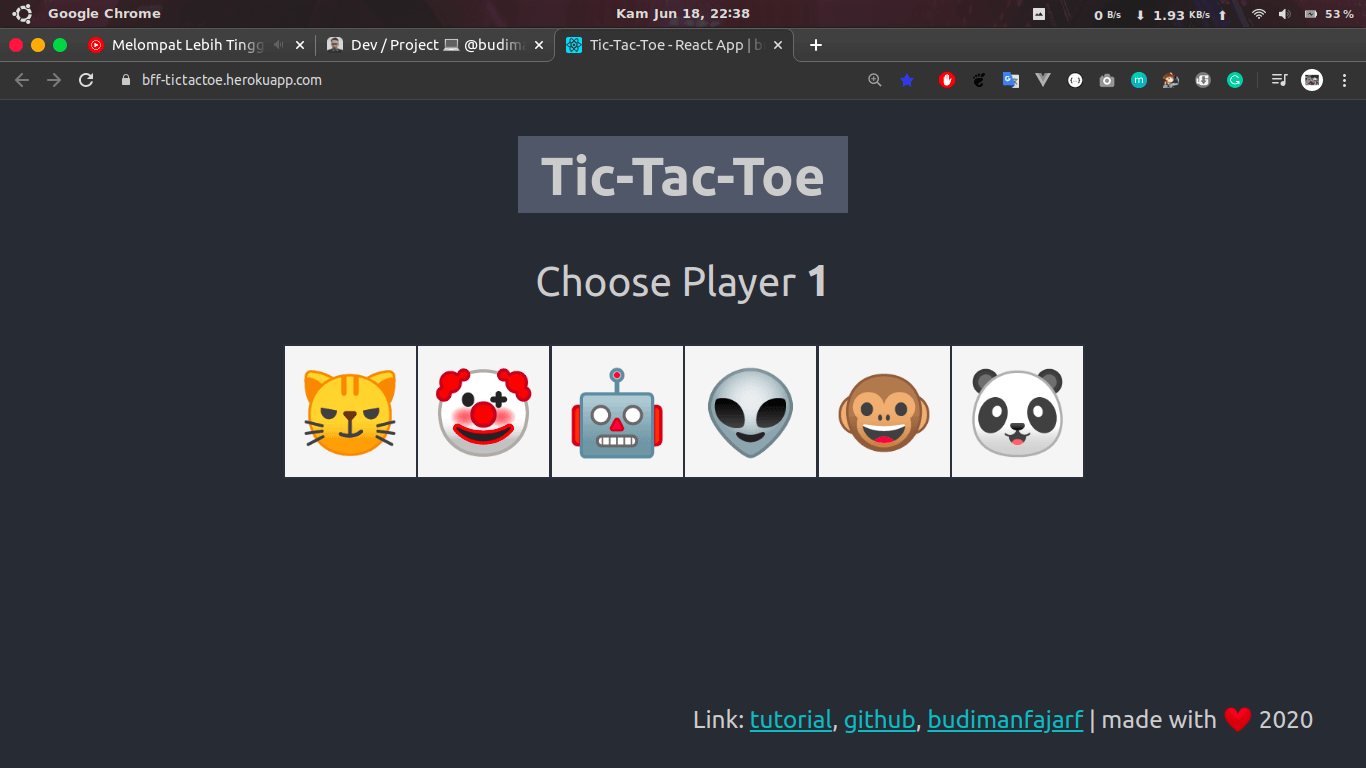 Google Chrome Kam Jun 18, 22:38 0 B/s 1.93 KB/s 53 %
Melompat Lebih Tingg Dev / Project 💻 @budima Tic-Tac-Toe - React App | b
bff-tictactoe.herokuapp.com
Tic-Tac-Toe
Choose Player 1
Link: tutorial, github, budimanfajarf | made with ❤️ 2020